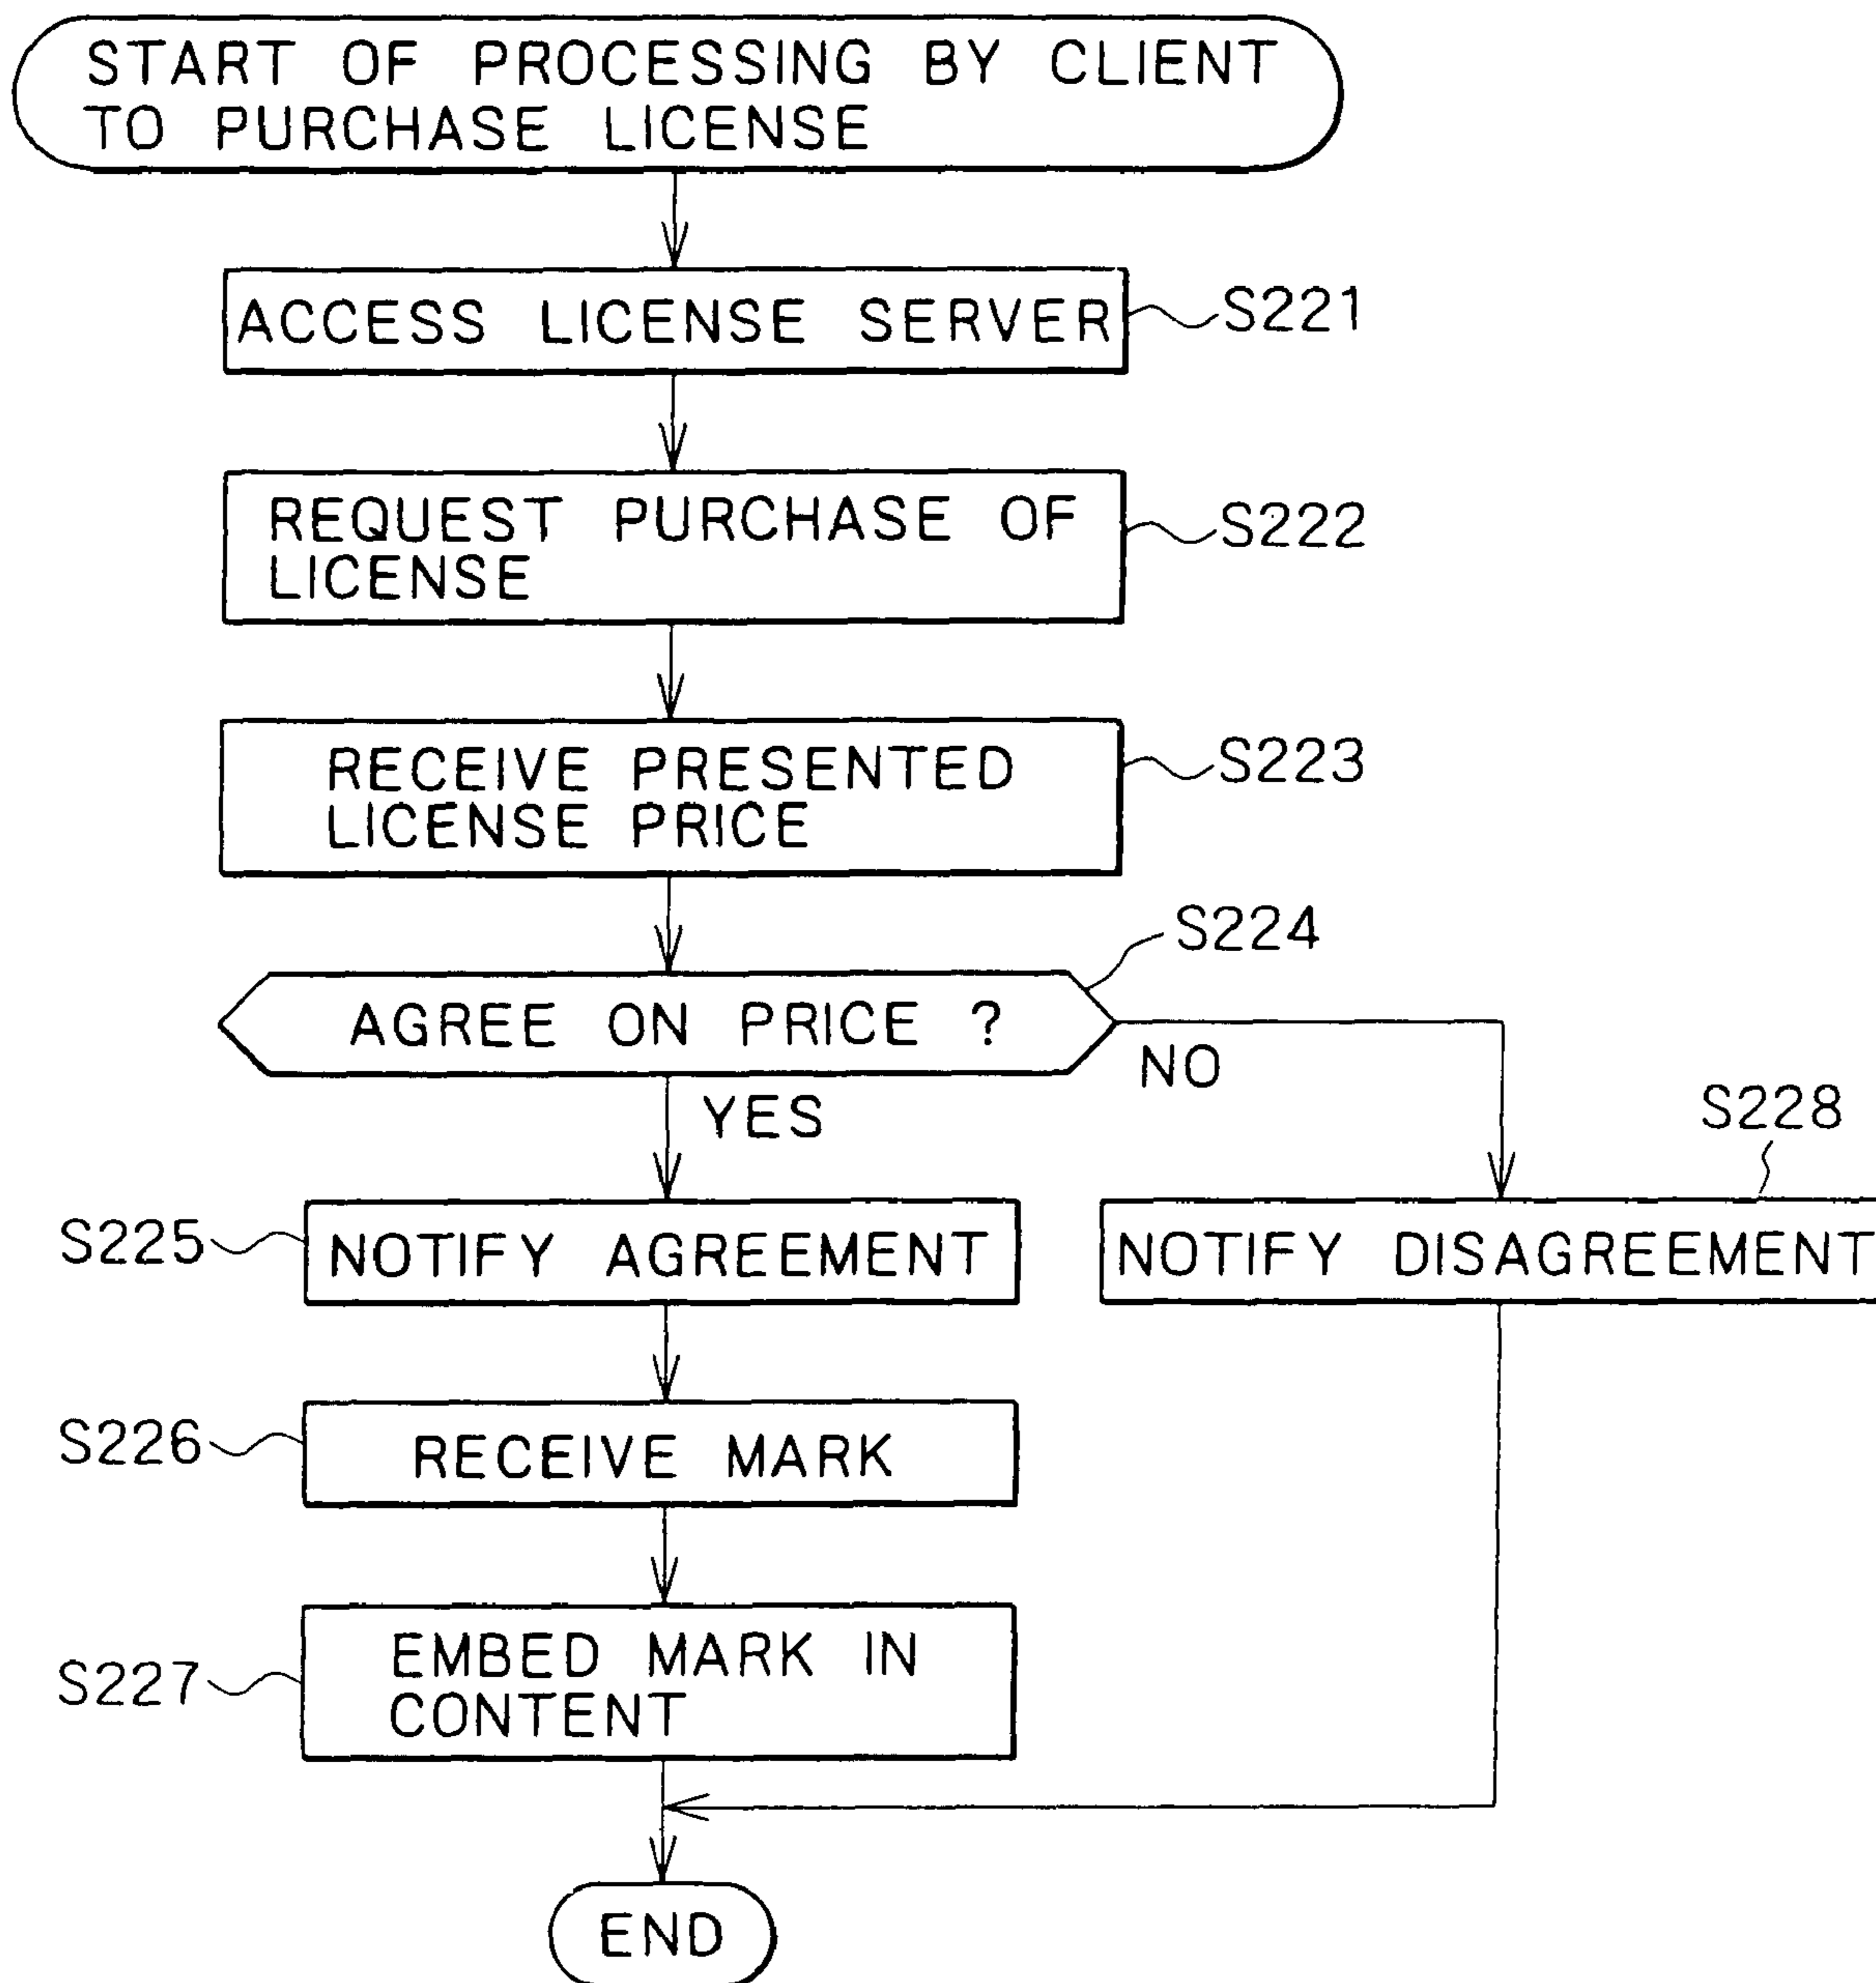 START OF PROCESSING BY CLIENT
TO PURCHASE LICENSE
ACCESS LICENSE SERVER
S221
REQUEST PURCHASE OF
LICENSE
S222
RECEIVE PRESENTED
LICENSE PRICE
S223
S224
AGREE ON PRICE ?
NO
YES
S228
S225
NOTIFY AGREEMENT
NOTIFY DISAGREEMENT
S226
RECEIVE MARK
S227
EMBED MARK IN
CONTENT
END